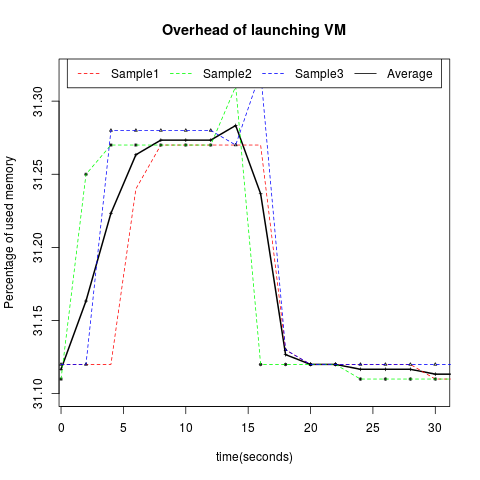 Overhead of launching VM
Sample1 Sample2 Sample3 Average
Percentage of used memory
31.30
31.25
31.20
31.15
31.10
0 5 10 15 20 25 30
time(seconds)